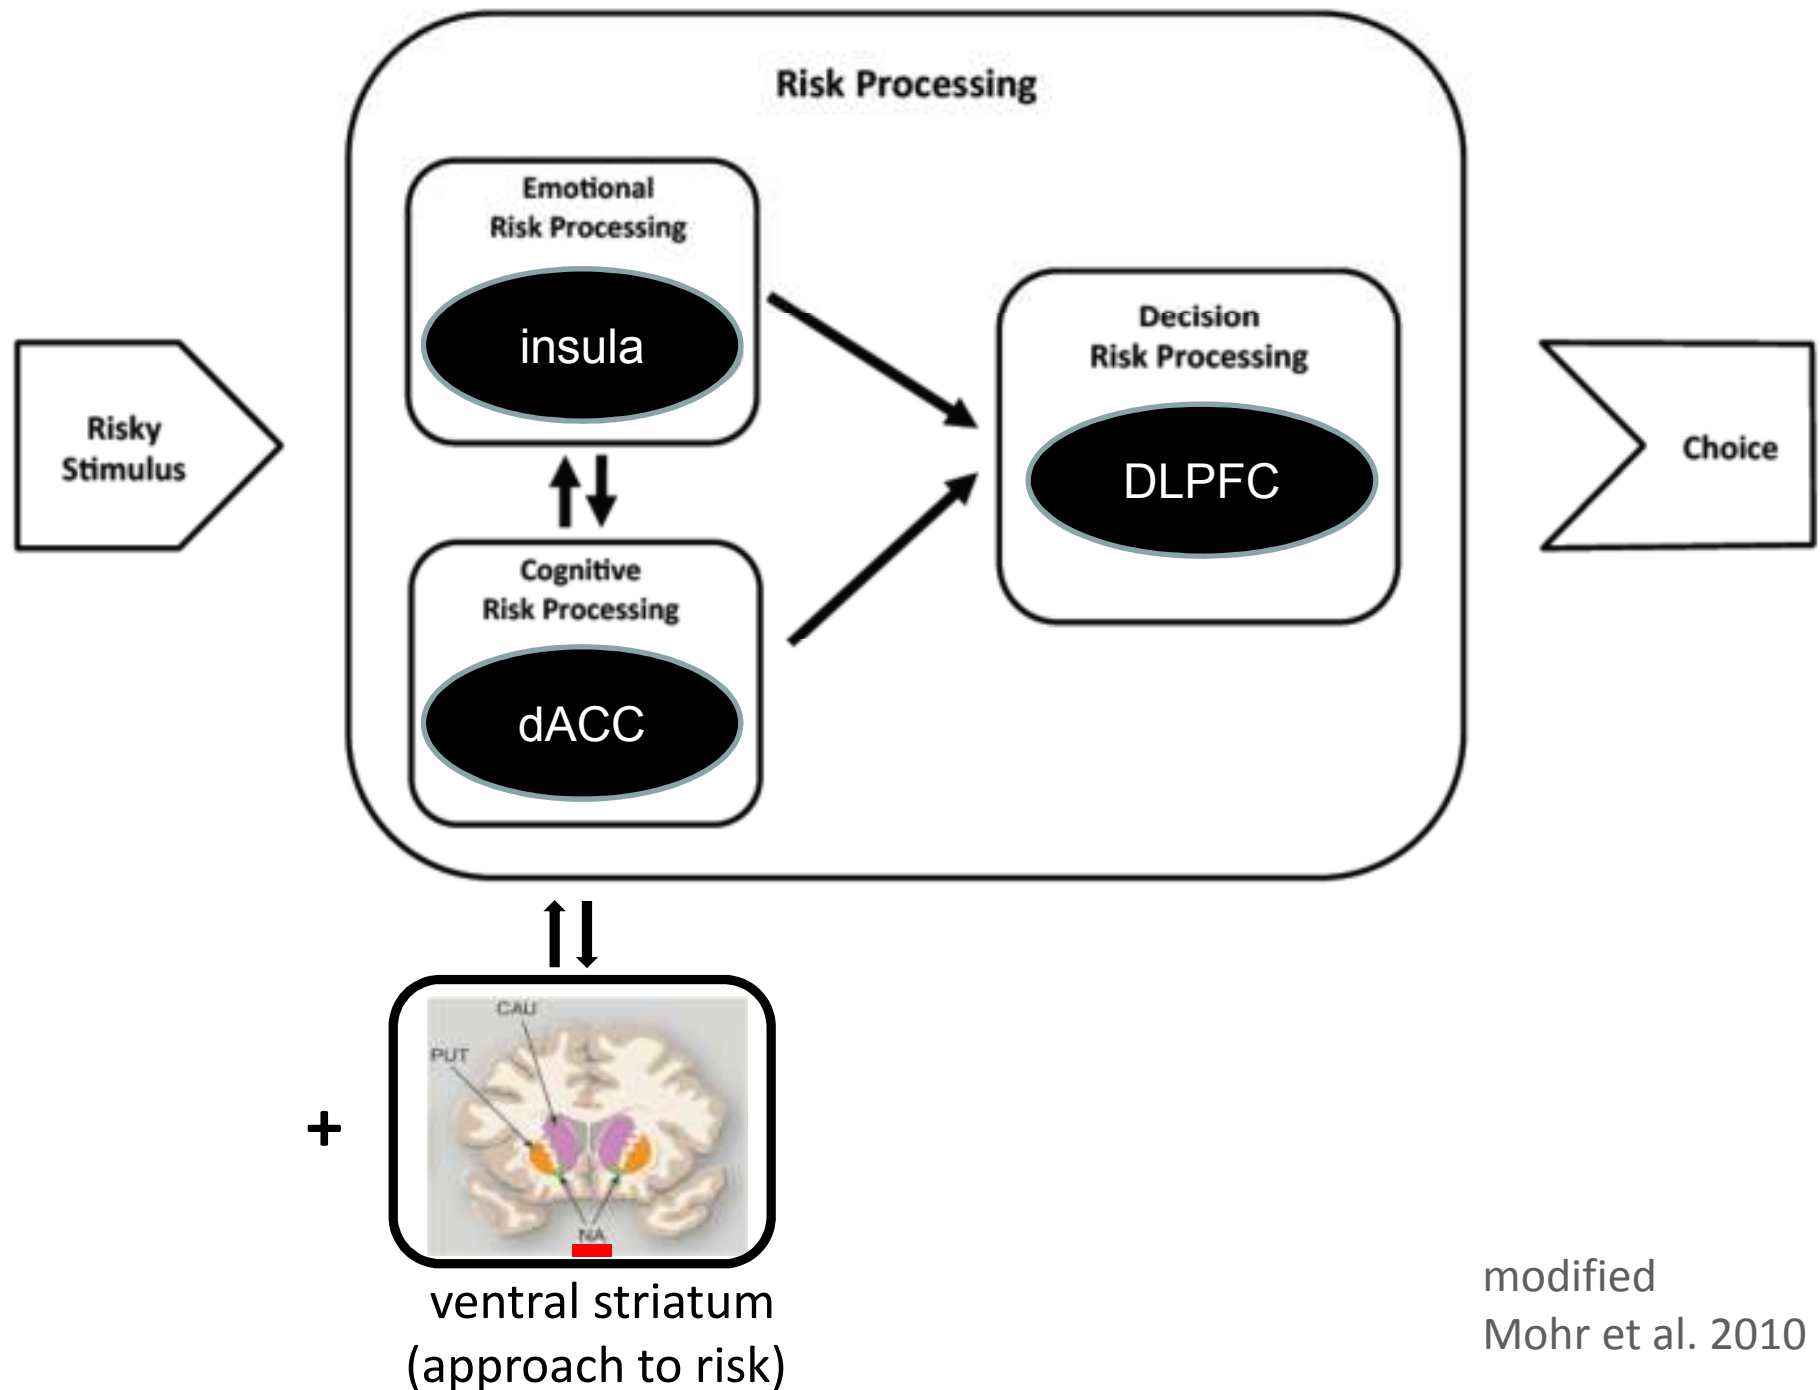 Risk Processing
Emotional
Risk Processing
insula
Decision
Risk Processing
DLPFC
Risky
Stimulus
Choice
Cognitive
Risk Processing
dACC
CAU
PUT
+
NA
ventral striatum
(approach to risk)
modified
Mohr et al. 2010